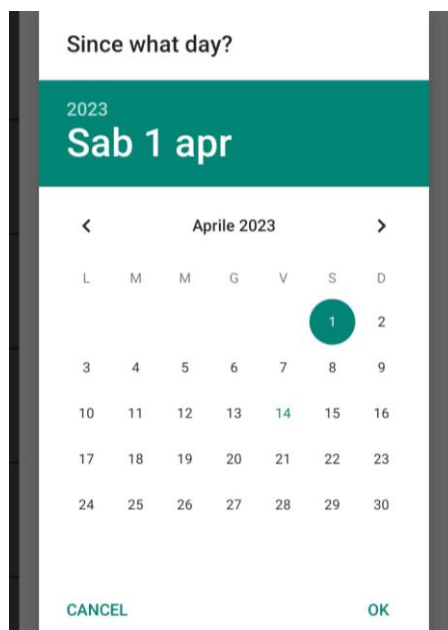 Since what day?
2023
Sab 1 apr
Aprile 2023
L M M G V S D
1 2
3 4 5 6 7 8 9
10 11 12 13 14 15 16
17 18 19 20 21 22 23
24 25 26 27 28 29 30
CANCEL OK